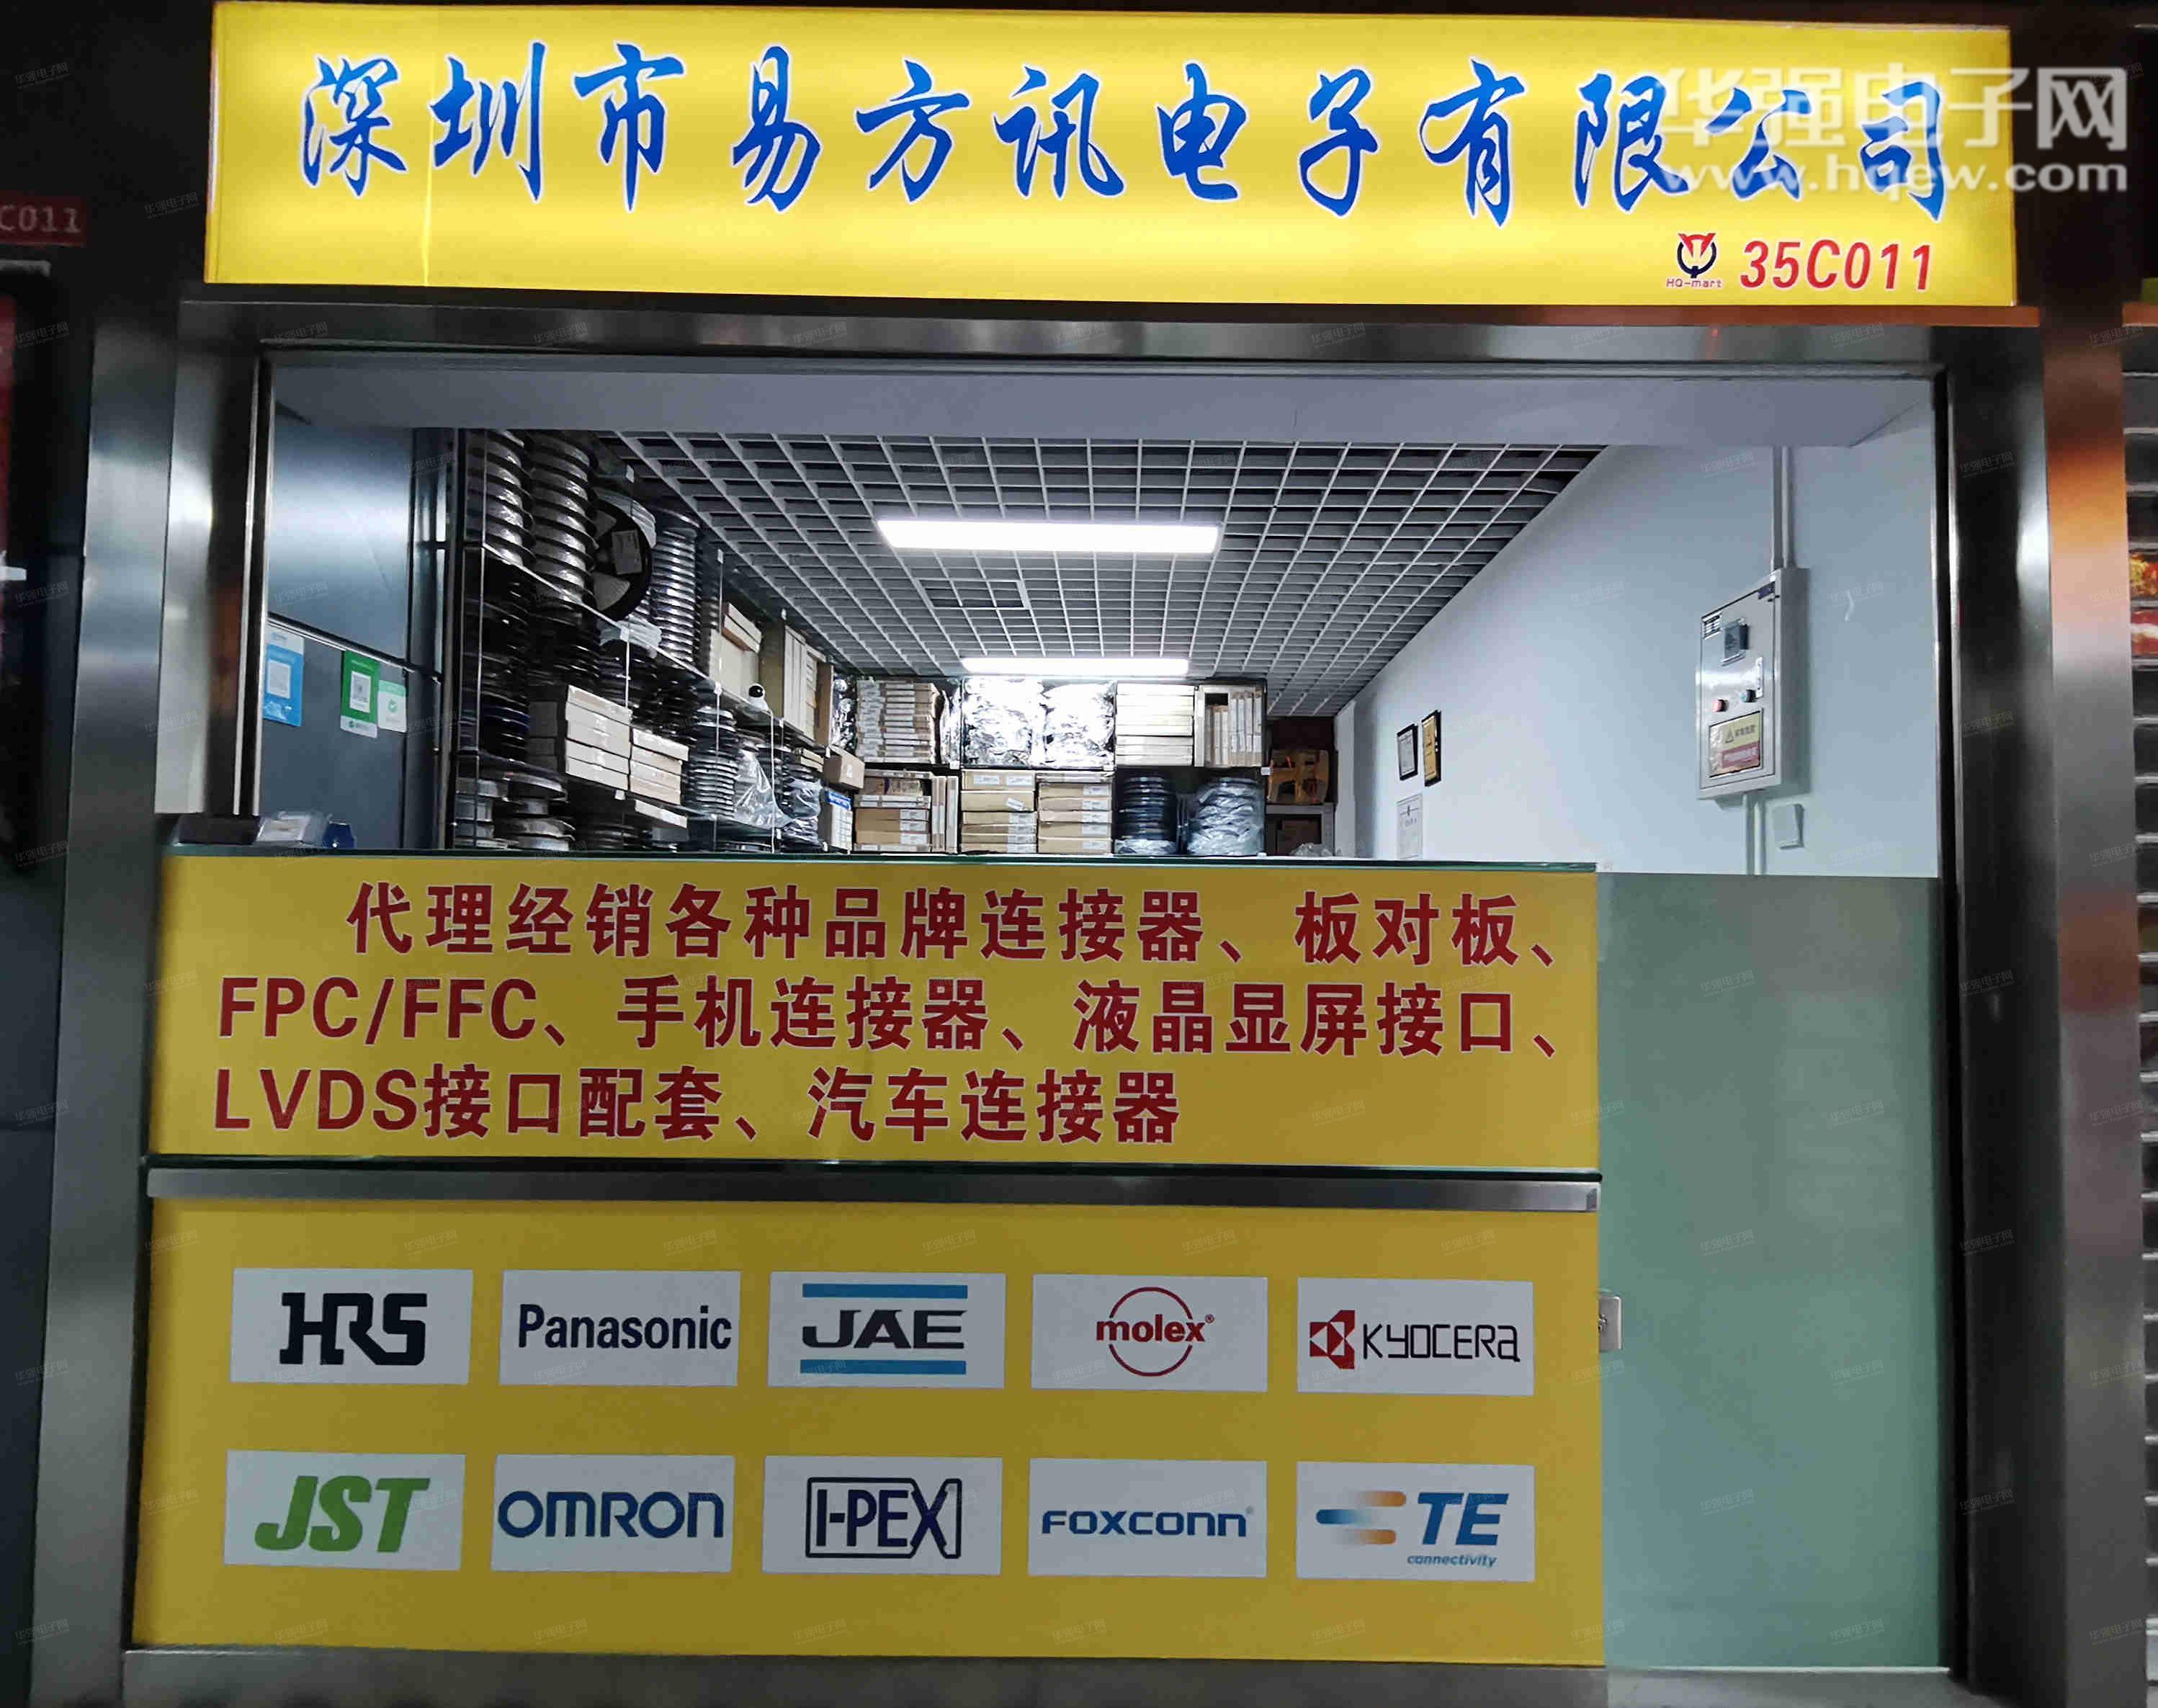 深圳市易方讯电子有限公司
华强电子网
www.hqew.com
HQ-mart 35C011
C011
代理经销各种品牌连接器、板对板、
FPC/FFC、手机连接器、液晶显屏接口、
LVDS接口配套、汽车连接器
HRS Panasonic JAE molex® KYOCERA
JST OMRON I-PEX FOXCONN® TE
connectivity